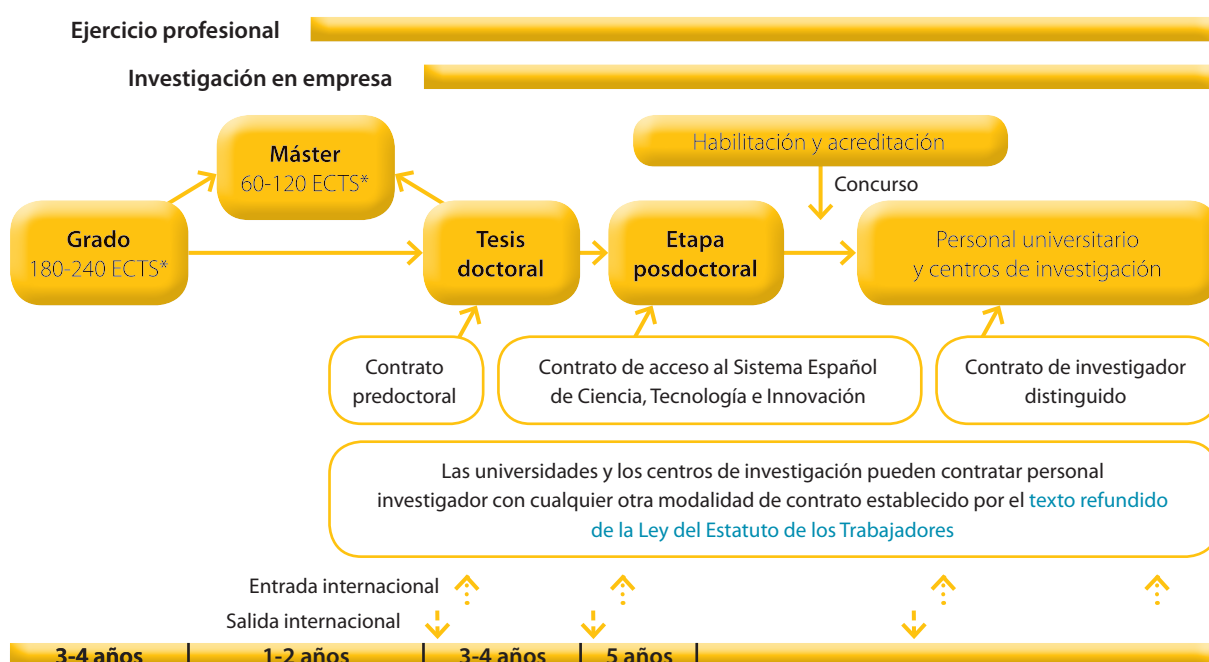 Ejercicio profesional
Investigación en empresa
Máster
60-120 ECTS*
Habilitación y acreditación
Concurso
Grado
180-240 ECTS*
Tesis
doctoral
Etapa
posdoctoral
Personal universitario
y centros de investigación
Contrato
predoctoral
Contrato de acceso al Sistema Español
de Ciencia, Tecnología e Innovación
Contrato de investigador
distinguido
Las universidades y los centros de investigación pueden contratar personal
investigador con cualquier otra modalidad de contrato establecido por el texto refundido
de la Ley del Estatuto de los Trabajadores
Entrada internacional
Salida internacional
3-4 años
1-2 años
3-4 años
5 años